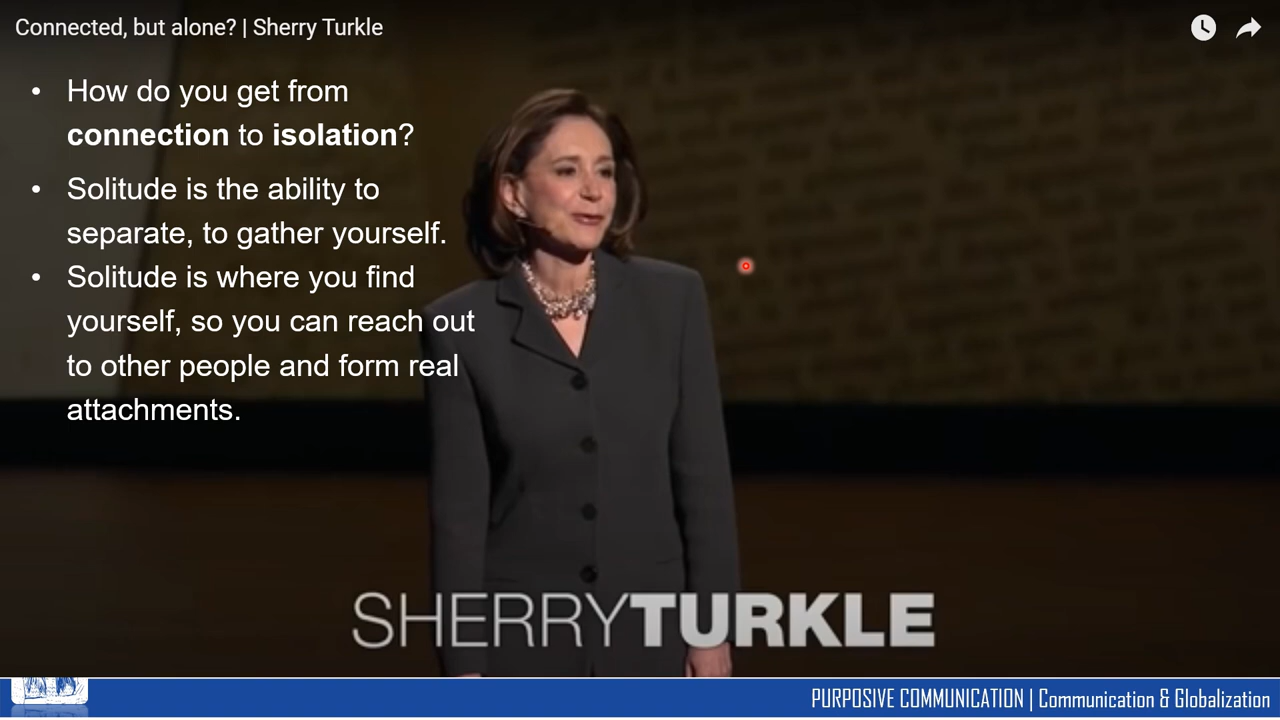 Connected, but alone? | Sherry Turkle
• How do you get from
connection to isolation?
• Solitude is the ability to
separate, to gather yourself.
• Solitude is where you find
yourself, so you can reach out
to other people and form real
attachments.
SHERRYTURKLE
PURPOSIVE COMMUNICATION | Communication & Globalization